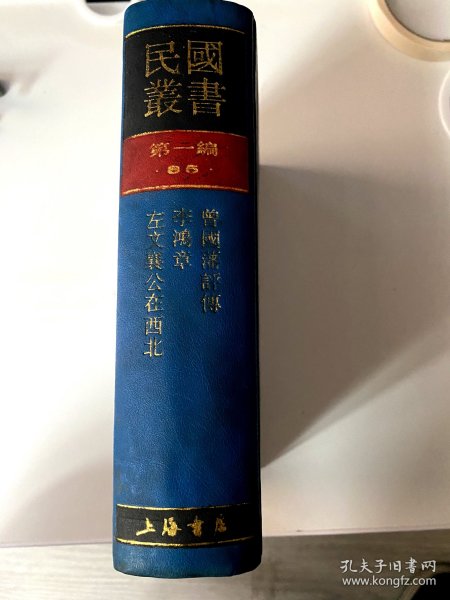 民國
叢書
第一編
·85·
曾國藩評傳
李鴻章
左文襄公在西北
上海書店
孔夫子旧书网
www.kongfz.com